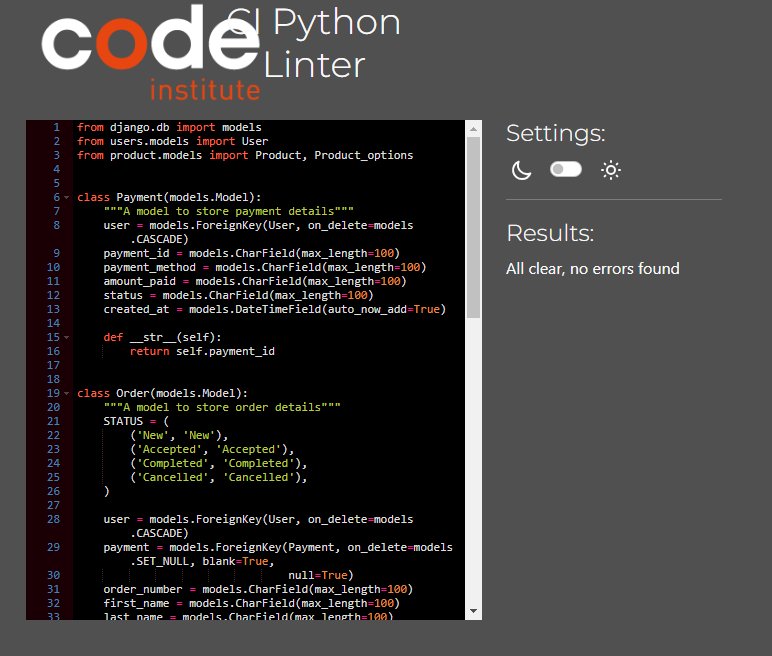 code
institute
CI Python
Linter
1 from django.db import models
2 from users.models import User
3 from product.models import Product, Product_options
4
5
6 class Payment(models.Model):
7     """A model to store payment details"""
8     user = models.ForeignKey(User, on_delete=models
        .CASCADE)
9     payment_id = models.CharField(max_length=100)
10     payment_method = models.CharField(max_length=100)
11     amount_paid = models.CharField(max_length=100)
12     status = models.CharField(max_length=100)
13     created_at = models.DateTimeField(auto_now_add=True)
14
15     def __str__(self):
16         return self.payment_id
17
18
19 class Order(models.Model):
20     """A model to store order details"""
21     STATUS = (
22         ('New', 'New'),
23         ('Accepted', 'Accepted'),
24         ('Completed', 'Completed'),
25         ('Cancelled', 'Cancelled'),
26     )
27
28     user = models.ForeignKey(User, on_delete=models
        .CASCADE)
29     payment = models.ForeignKey(Payment, on_delete=models
        .SET_NULL, blank=True,
30                                 null=True)
31     order_number = models.CharField(max_length=100)
32     first_name = models.CharField(max_length=100)
33     last_name = models.CharField(max_length=100)
Settings:
Results:
All clear, no errors found